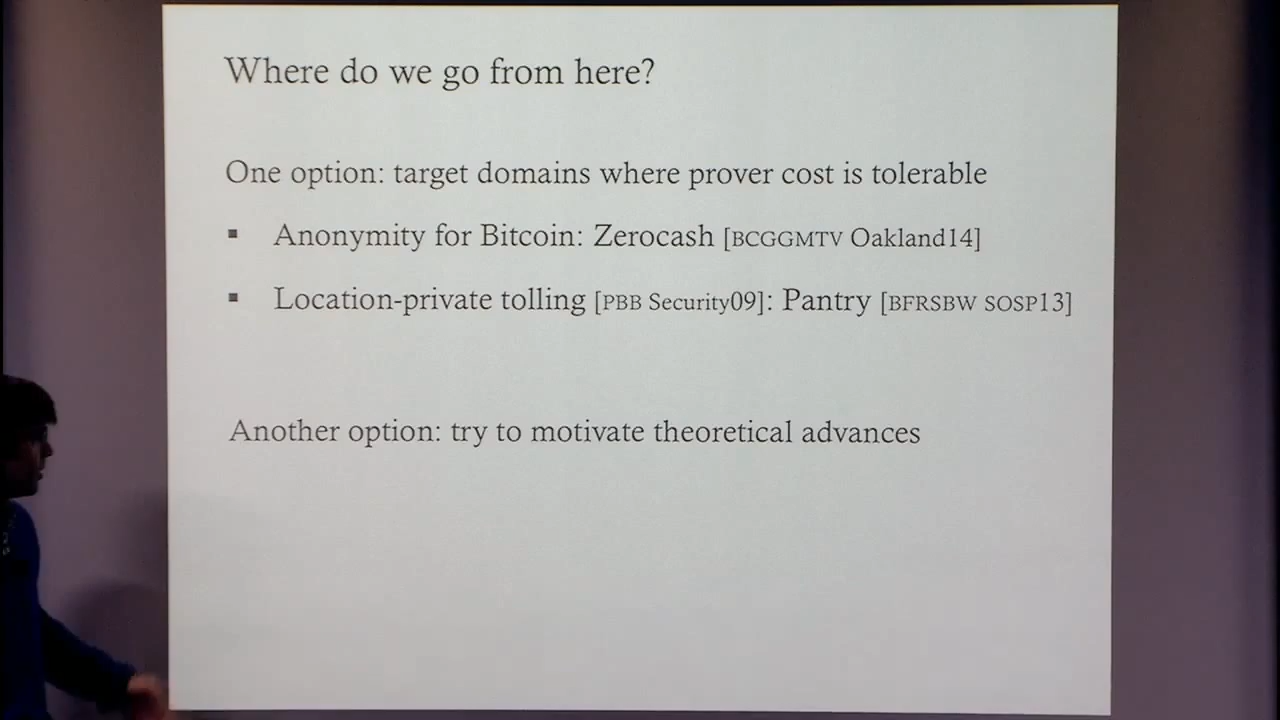 Where do we go from here?
One option: target domains where prover cost is tolerable
▪ Anonymity for Bitcoin: Zerocash [BCGGMTV Oakland14]
▪ Location-private tolling [PBB Security09]: Pantry [BFRSBW SOSP13]
Another option: try to motivate theoretical advances